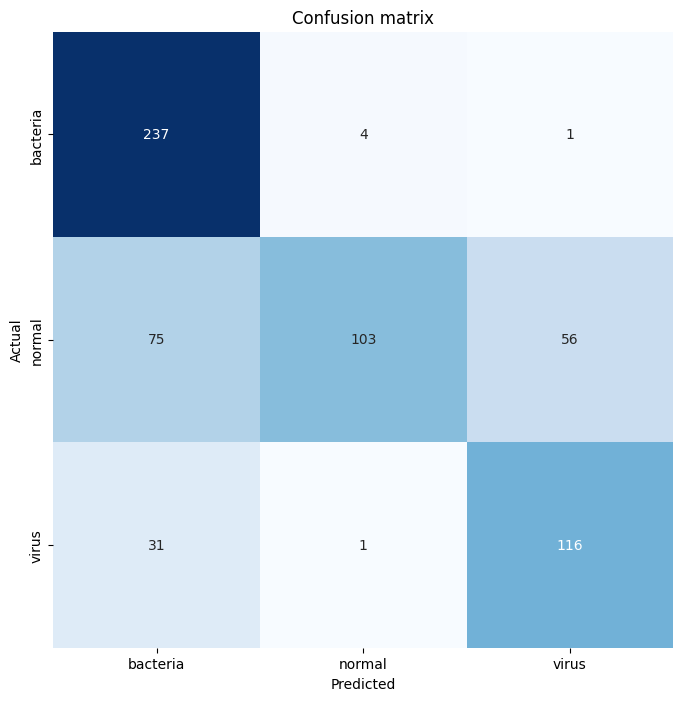 Confusion matrix
bacteria
237
4
1
Actual
normal
75
103
56
virus
31
1
116
bacteria
normal
virus
Predicted